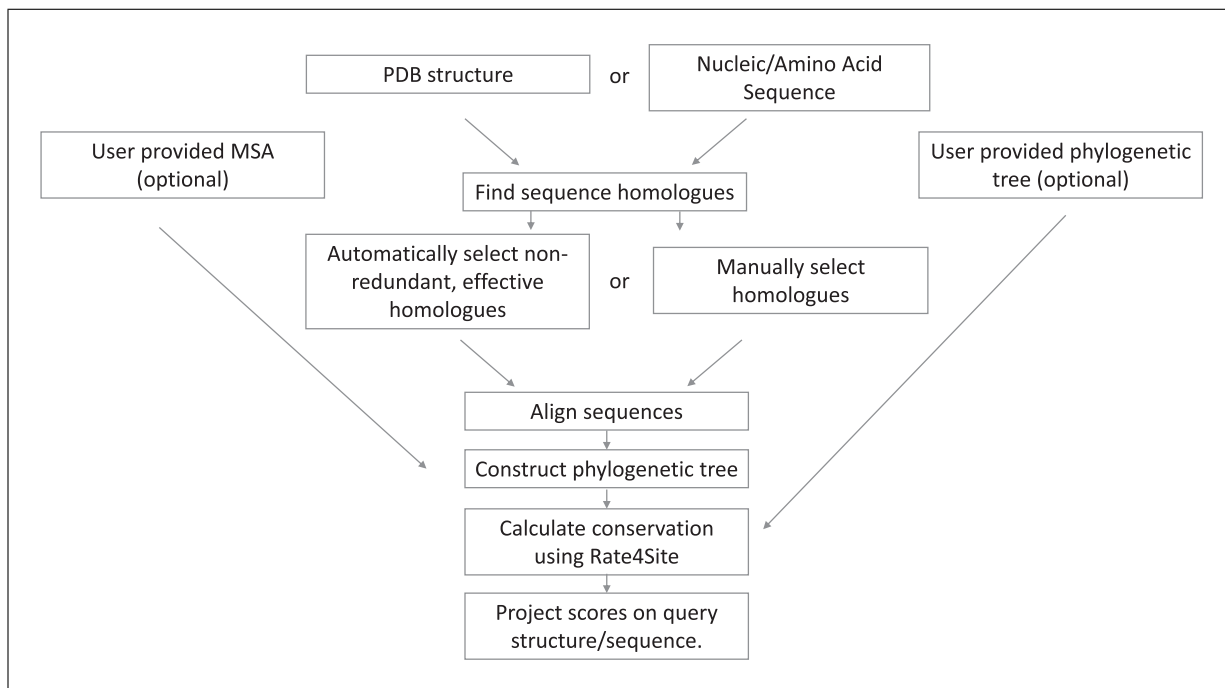 PDB structure
or
Nucleic/Amino Acid
Sequence
User provided MSA
(optional)
User provided phylogenetic
tree (optional)
Find sequence homologues
Automatically select non-
redundant, effective
homologues
or
Manually select
homologues
Align sequences
Construct phylogenetic tree
Calculate conservation
using Rate4Site
Project scores on query
structure/sequence.